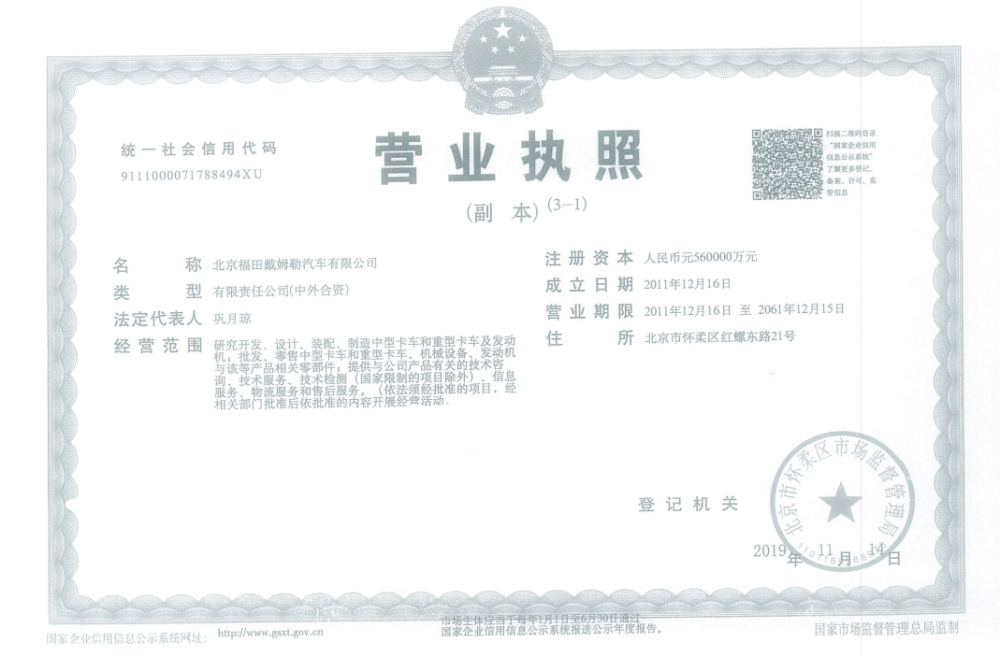 统一社会信用代码
9111000071788494XU
营业执照
(副 本) (3-1)
扫描二维码登录
“国家企业信用
信息公示系统”
了解更多登记、
备案、许可、监
管信息
名 称 北京福田戴姆勒汽车有限公司
类 型 有限责任公司(中外合资)
法定代表人 巩月琼
经营范围 研究开发、设计、装配、制造中型卡车和重型卡车及发动
机；批发、零售中型卡车和重型卡车、机械设备、发动机
与该等产品相关零部件；提供与公司产品有关的技术咨
询、技术服务、技术检测（国家限制的项目除外）、信息
服务、物流服务和售后服务。（依法须经批准的项目，经
相关部门批准后依批准的内容开展经营活动。
注册资本 人民币元560000万元
成立日期 2011年12月16日
营业期限 2011年12月16日 至 2061年12月15日
住 所 北京市怀柔区红螺东路21号
登记机关
北京市怀柔区市场监督管理局
2019年 11月 14日
国家企业信用信息公示系统网址： http://www.gsxt.gov.cn
市场主体应当于每年1月1日至6月30日通过
国家企业信用信息公示系统报送公示年度报告。
国家市场监督管理总局监制